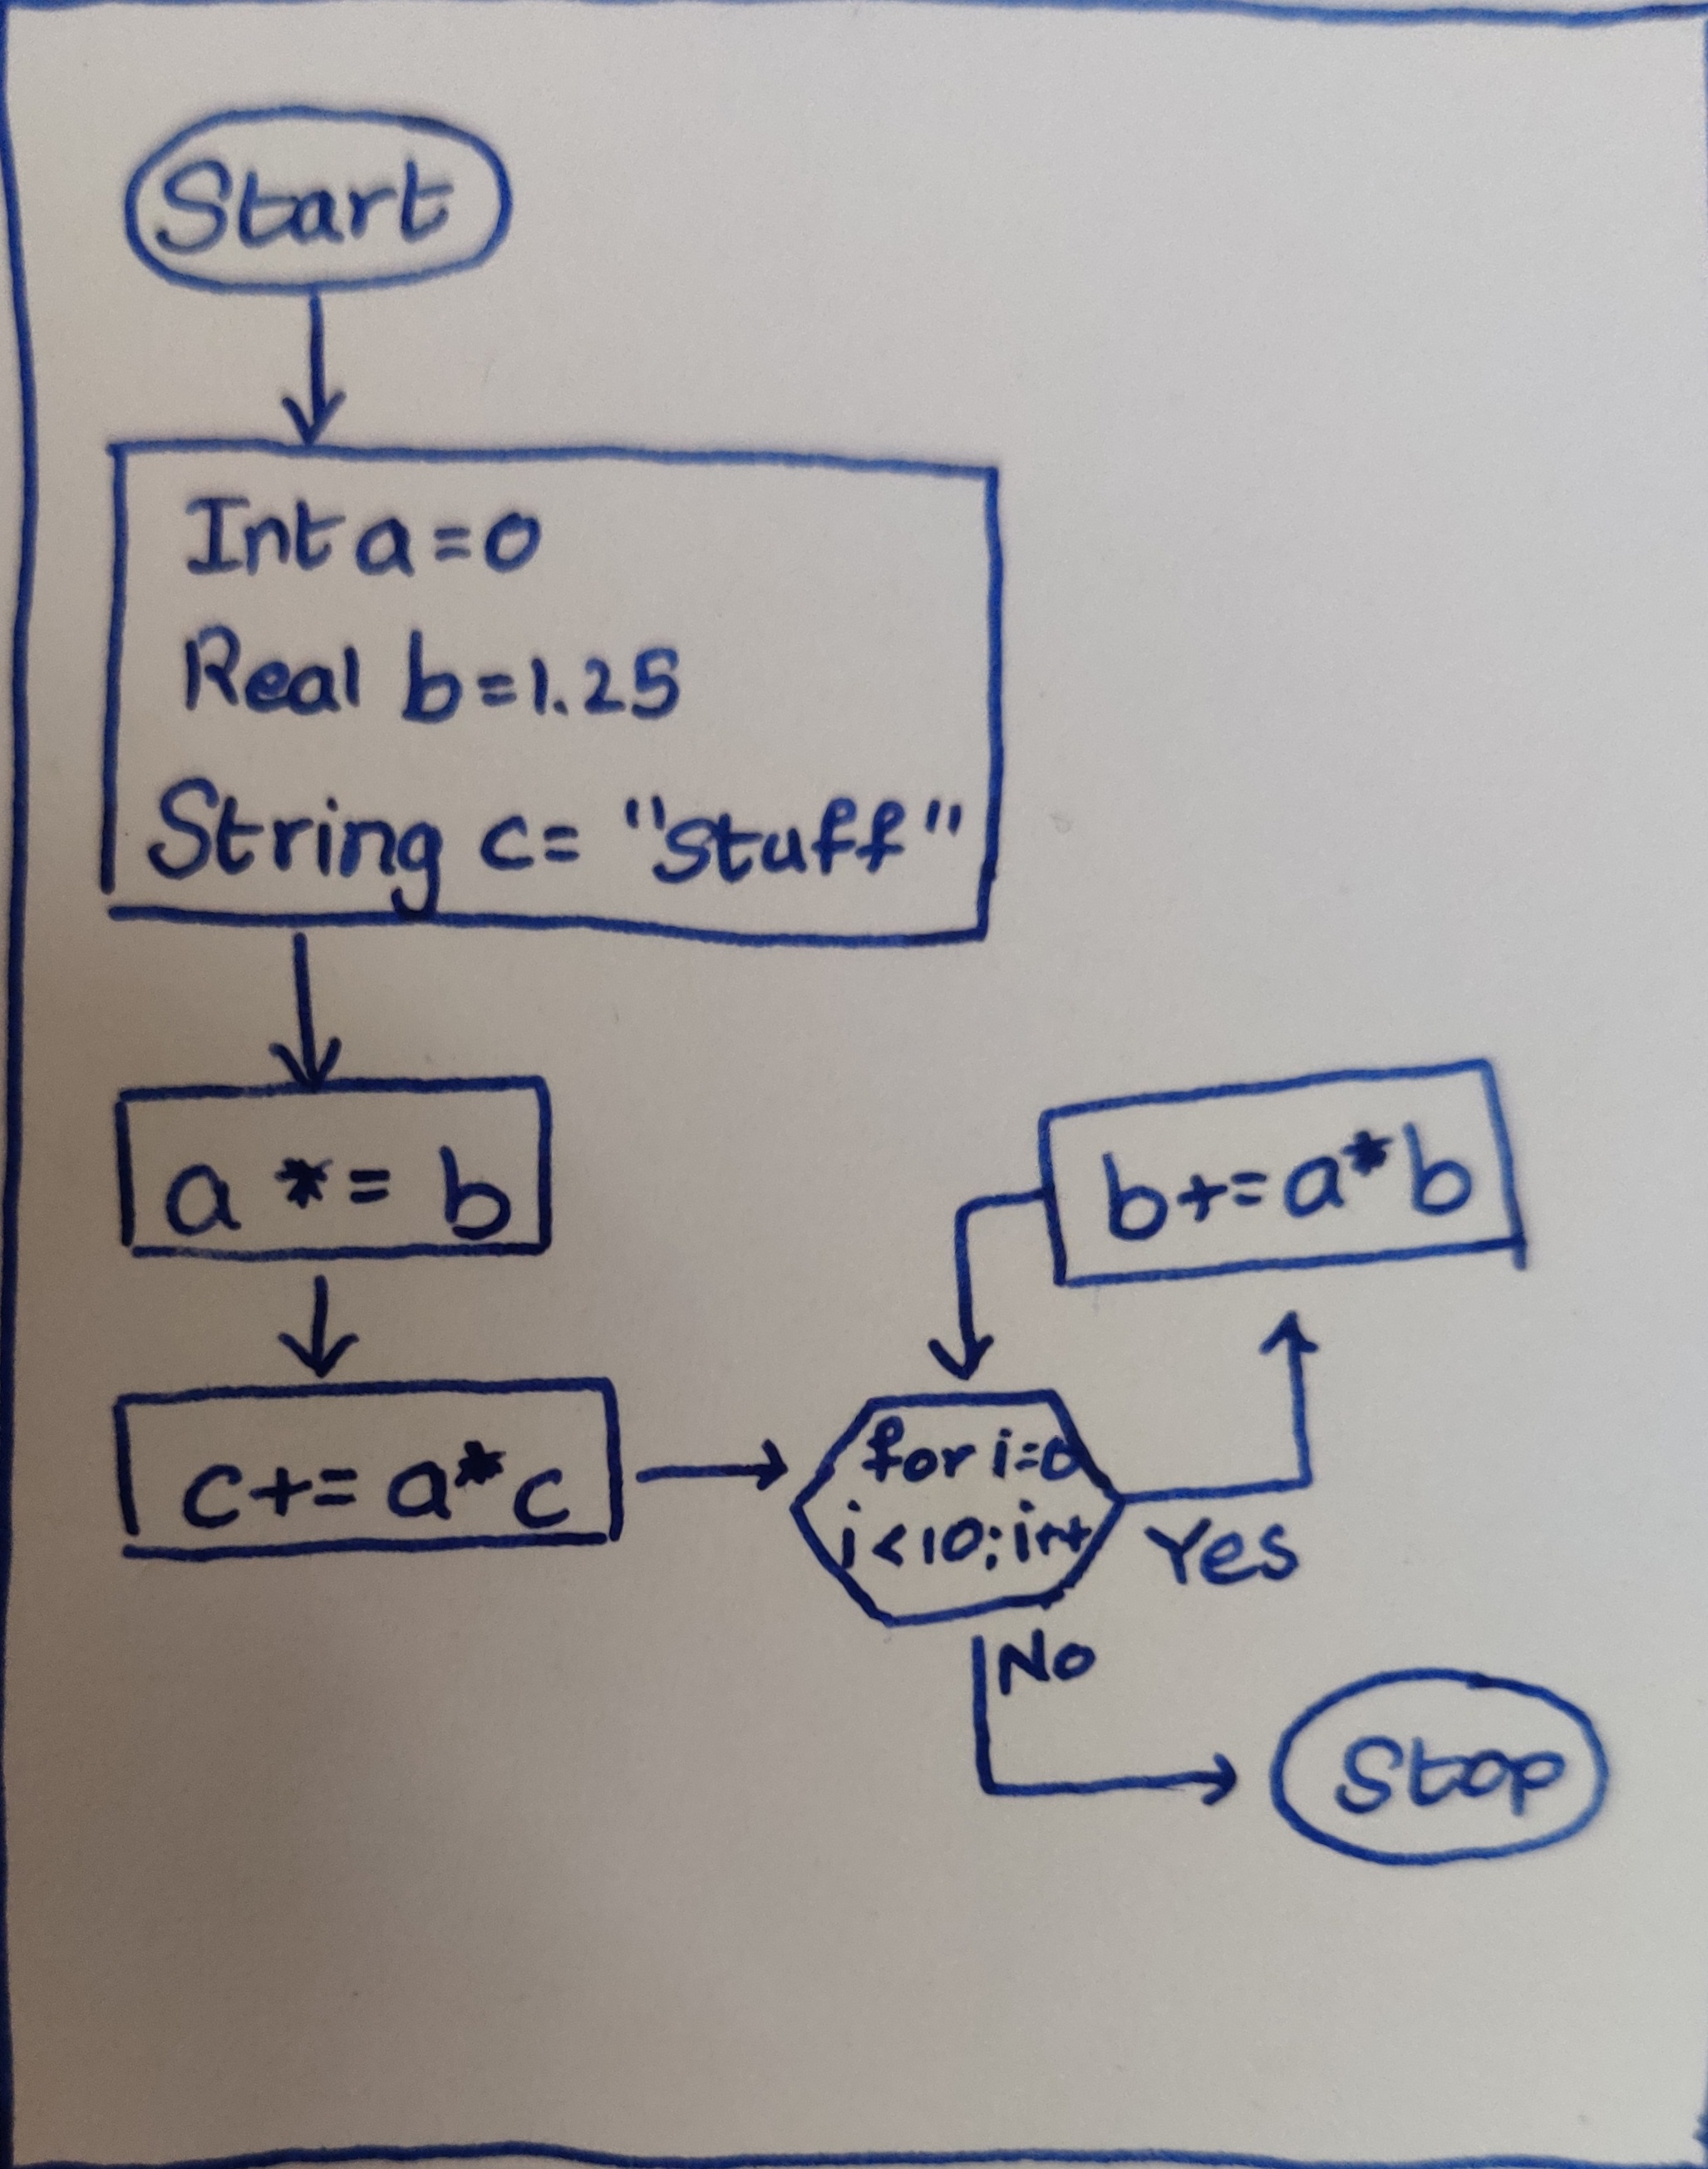 Start
Int a=0
Real b=1.25
String c= "stuff"
a *= b
c+= a*c
for i=0
i<10; i++
Yes
b+=a*b
No
Stop